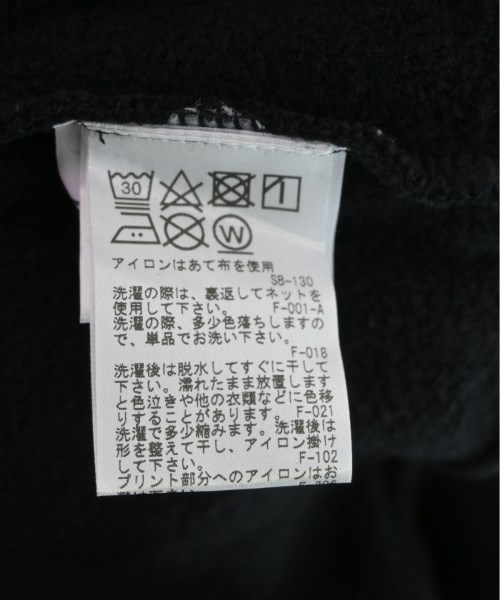 30
W
アイロンはあて布を使用
SB-130
洗濯の際は、裏返してネットを
使用して下さい。 F-001-A
洗濯の際、多少色落ちしますの
で、単品でお洗い下さい。
F-018
洗濯後は脱水してすぐに干して
下さい。濡れたまま放置します
と色泣きや他の衣類などに色移
りすることがあります。 F-021
洗濯で多少縮みます。洗濯後は
形を整えて干し、アイロン掛け
して下さい。 F-102
プリント部分へのアイロンはお